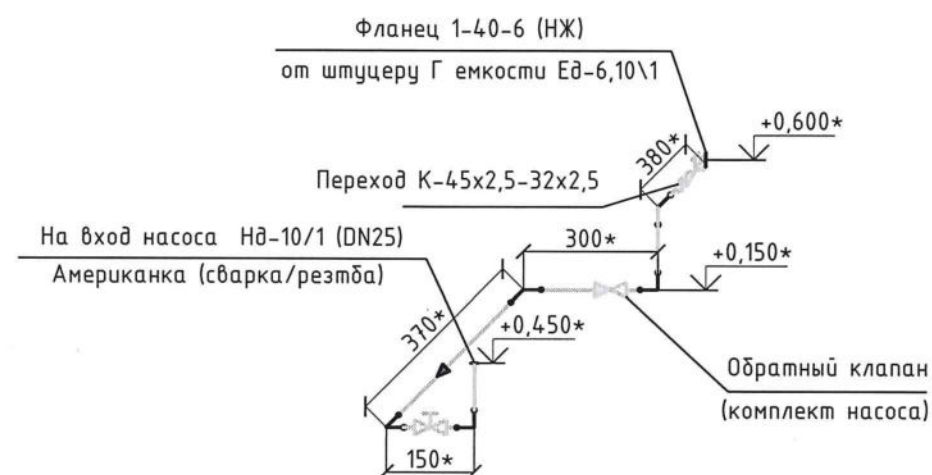 Фланец 1-40-6 (НЖ)
от штуцеру Г емкости Ед-6,10\1
+0,600*
380*
Переход К-45х2,5-32х2,5
На вход насоса Нд-10/1 (DN25)
Американка (сварка/резтба)
300*
+0,150*
370*
+0,450*
Обратный клапан
(комплект насоса)
150*